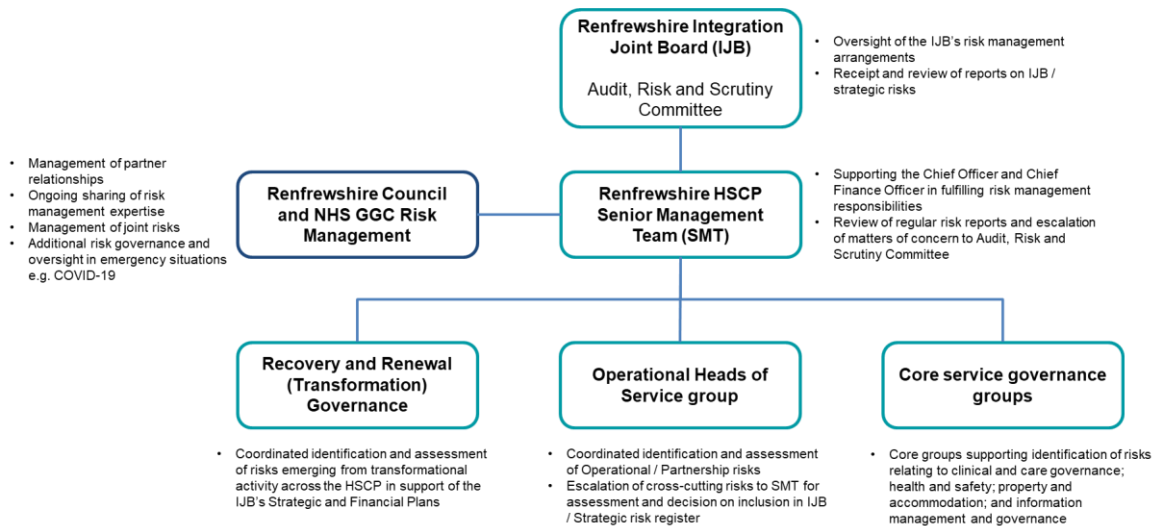 Renfrewshire Integration
Joint Board (IJB)
Audit, Risk and Scrutiny
Committee
• Oversight of the IJB's risk management
arrangements
• Receipt and review of reports on IJB /
strategic risks
• Management of partner
relationships
• Ongoing sharing of risk
management expertise
• Management of joint risks
• Additional risk governance and
oversight in emergency situations
e.g. COVID-19
Renfrewshire Council
and NHS GGC Risk
Management
Renfrewshire HSCP
Senior Management
Team (SMT)
• Supporting the Chief Officer and Chief
Finance Officer in fulfilling risk management
responsibilities
• Review of regular risk reports and escalation
of matters of concern to Audit, Risk and
Scrutiny Committee
Recovery and Renewal
(Transformation)
Governance
Operational Heads of
Service group
Core service governance
groups
• Coordinated identification and assessment
of risks emerging from transformational
activity across the HSCP in support of the
IJB's Strategic and Financial Plans
• Coordinated identification and assessment
of Operational / Partnership risks
• Escalation of cross-cutting risks to SMT for
assessment and decision on inclusion in IJB
/ Strategic risk register
• Core groups supporting identification of risks
relating to clinical and care governance;
health and safety; property and
accommodation; and information
management and governance